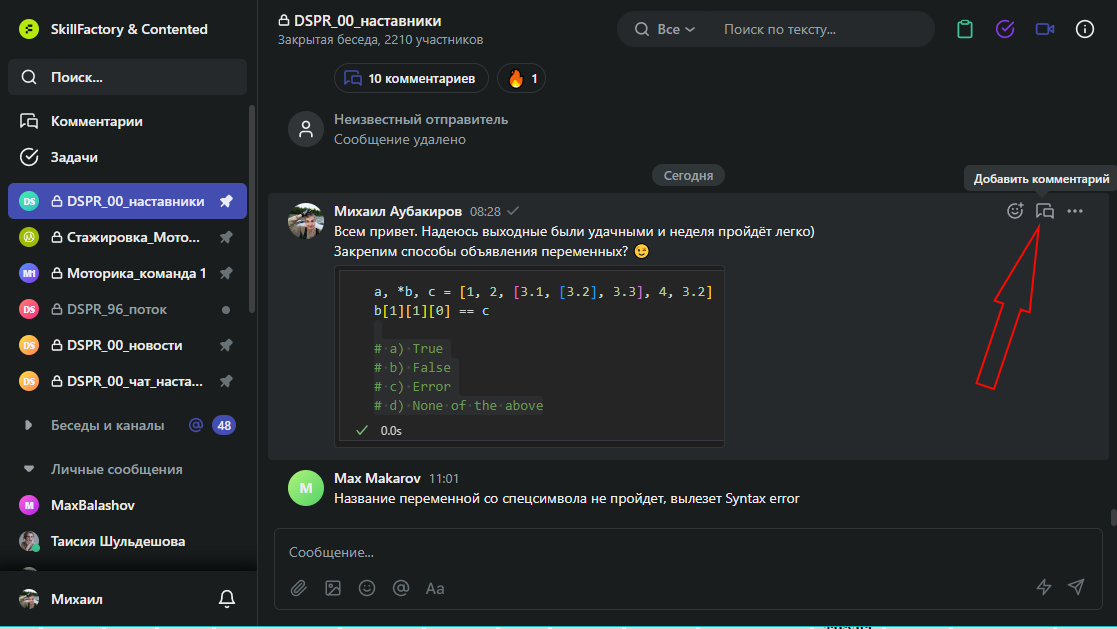 SkillFactory & Contented
Поиск...
Комментарии
Задачи
DS DSPR_00_наставники
Стажировка_Мото...
M1 Моторика_команда 1
DS DSPR_96_поток
DS DSPR_00_новости
DS DSPR_00_чат_наста...
Беседы и каналы @ 48
Личные сообщения
M MaxBalashov
Таисия Шульдешова
Михаил
DSPR_00_наставники
Закрытая беседа, 2210 участников
Все Поиск по тексту...
10 комментариев 1
Неизвестный отправитель
Сообщение удалено
Сегодня
Добавить комментарий
Михаил Аубакиров 08:28
Всем привет. Надеюсь выходные были удачными и неделя пройдёт легко)
Закрепим способы объявления переменных?
a, *b, c = [1, 2, [3.1, [3.2], 3.3], 4, 3.2]
b[1][1][0] == c
# a) True
# b) False
# c) Error
# d) None of the above
0.0s
M Max Makarov 11:01
Название переменной со спецсимвола не пройдет, вылезет Syntax error
Сообщение...
@ Aa